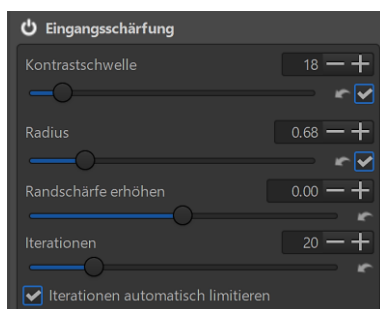 Eingangsschärfung
Kontrastschwelle 18
Radius 0.68
Randschärfe erhöhen 0.00
Iterationen 20
Iterationen automatisch limitieren